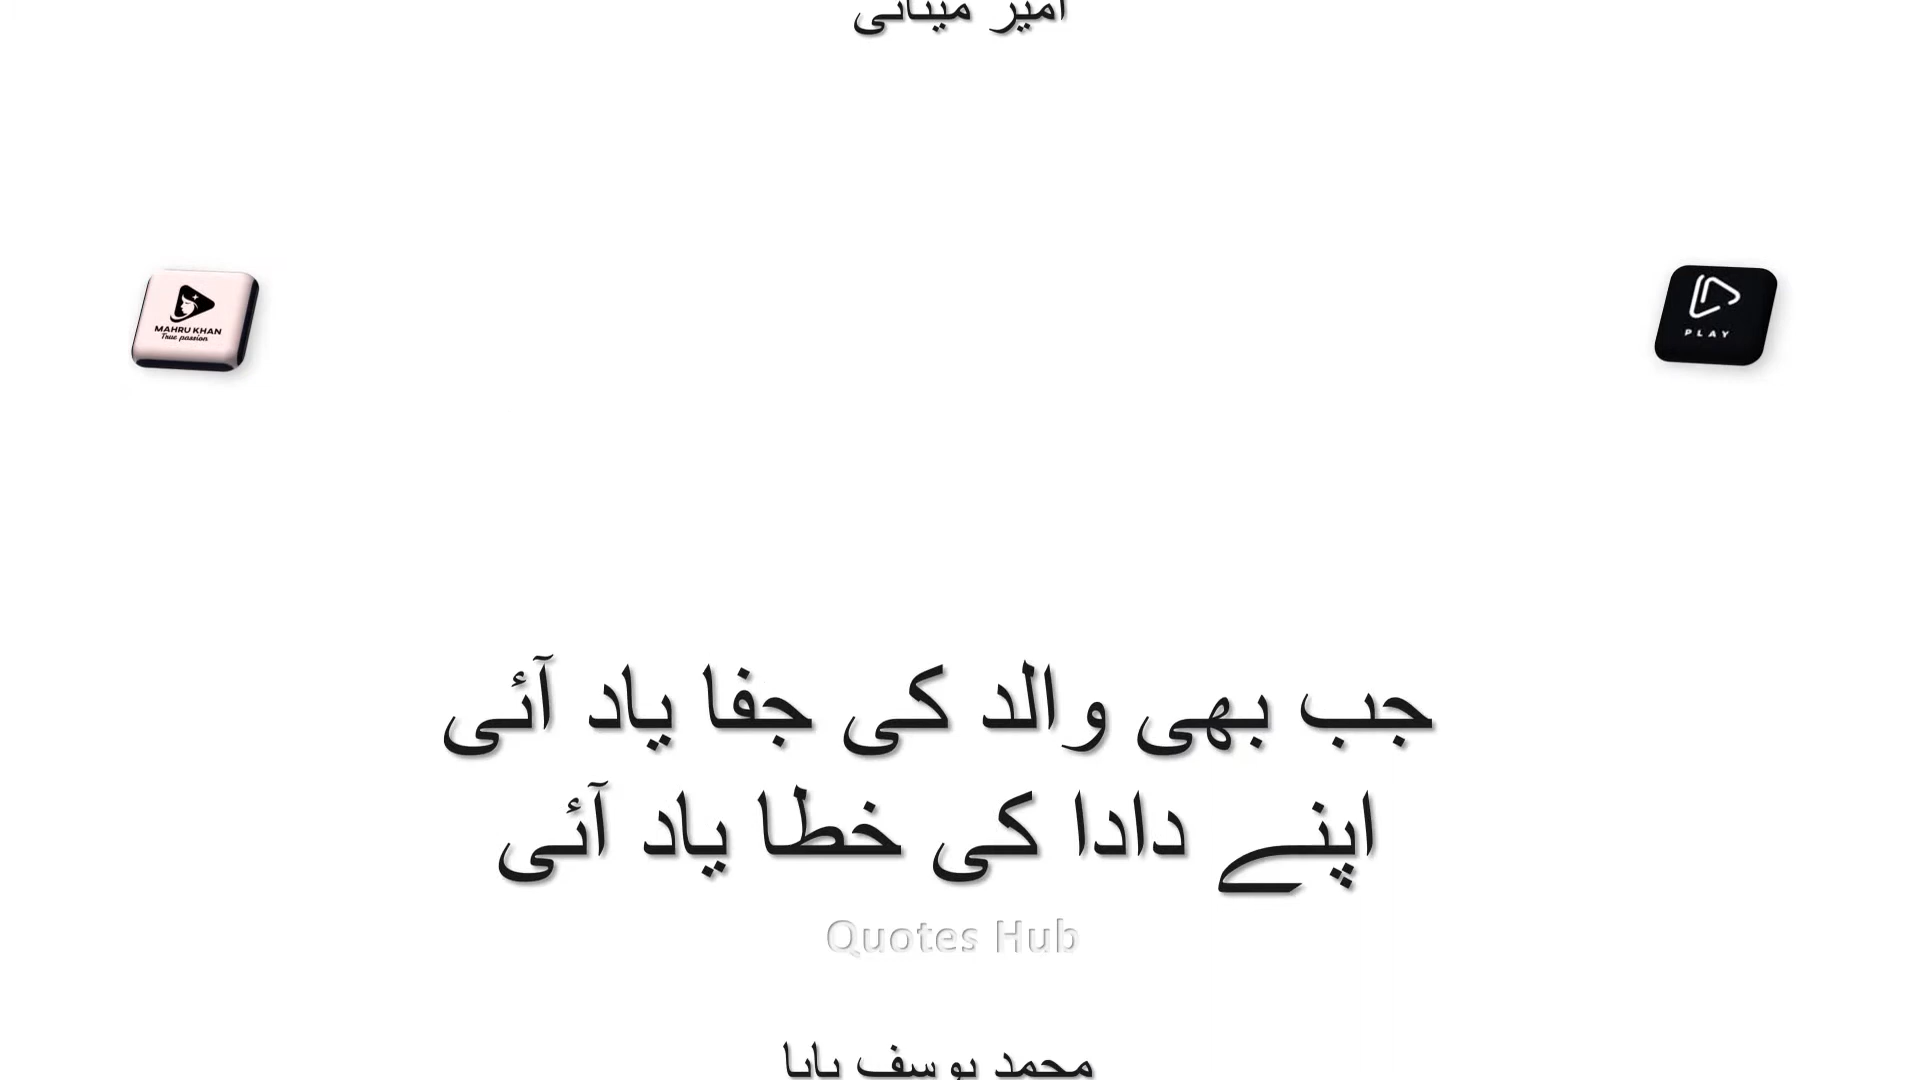 امیر مینائی
MAHRU KHAN
True passion
PLAY
جب بھی والد کی جفا یاد آئی
اپنے دادا کی خطا یاد آئی
Quotes Hub
محمد یوسف پاپا